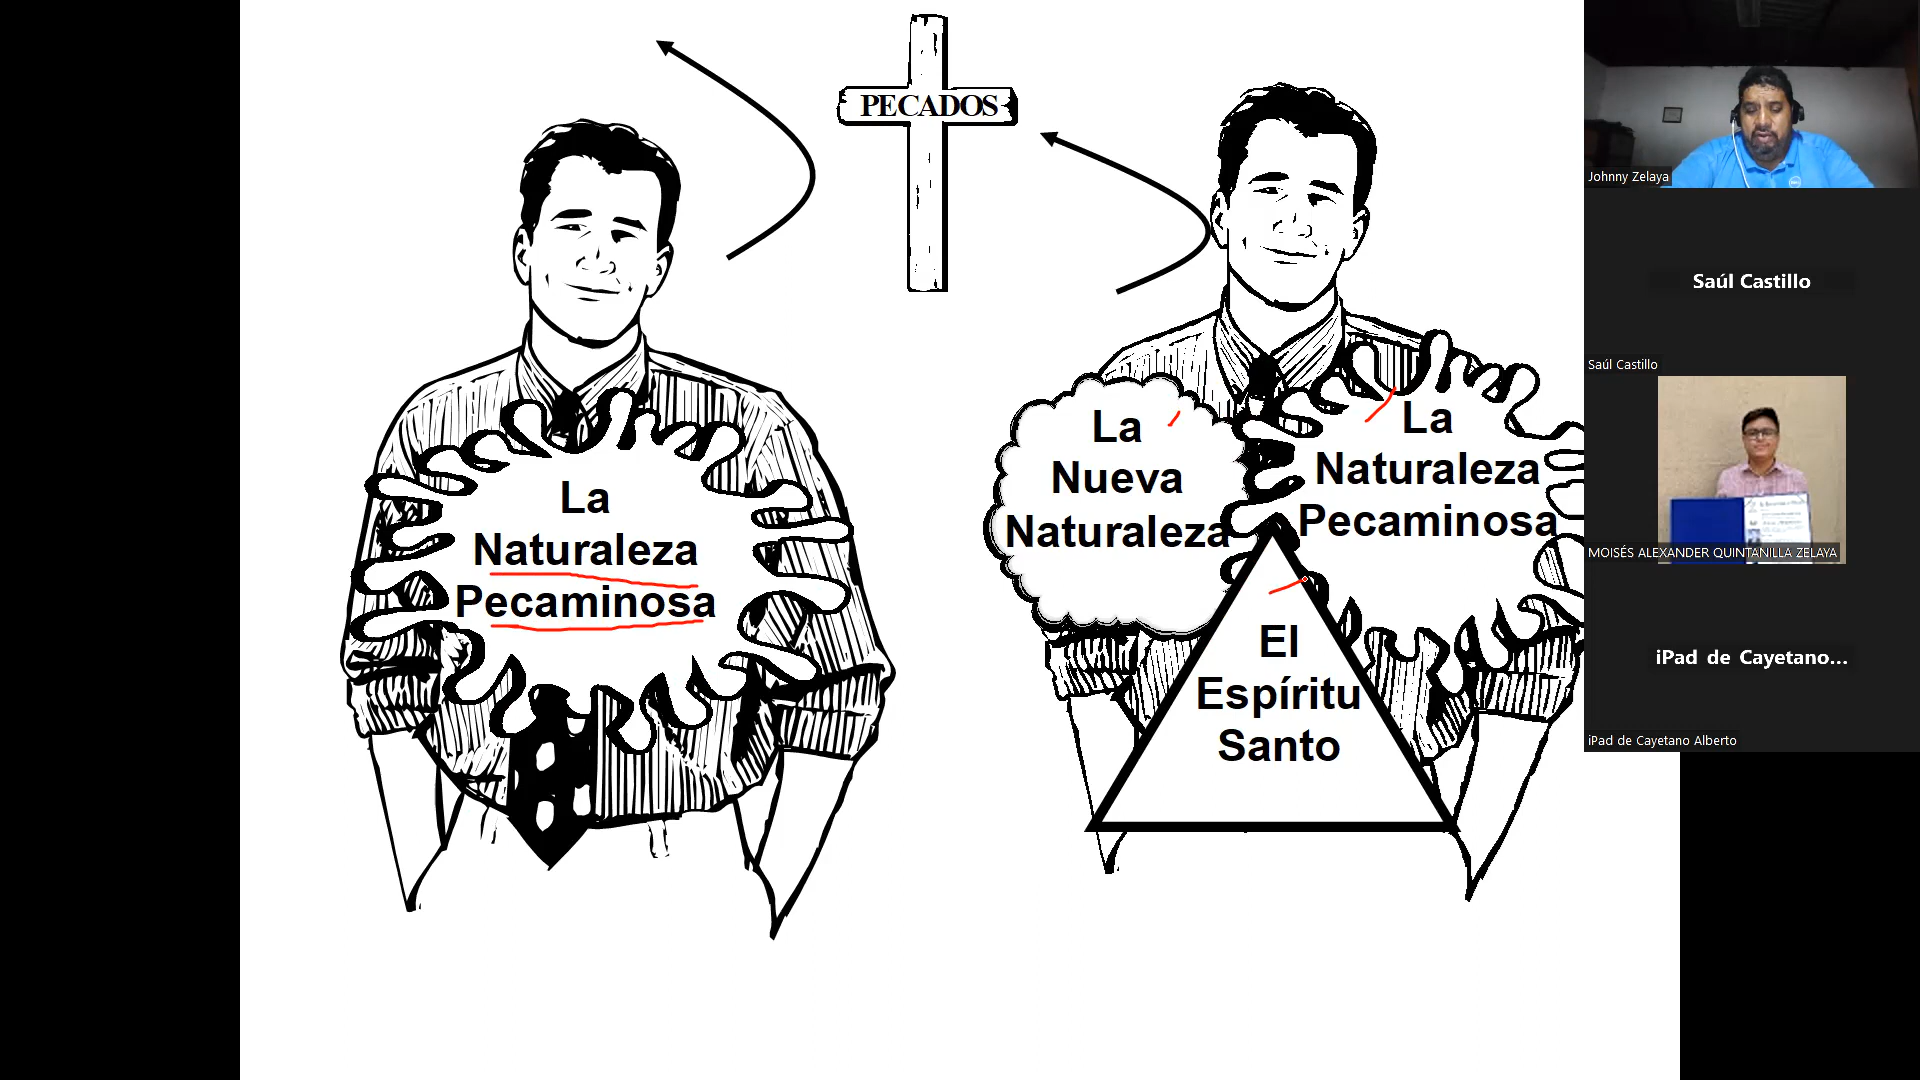 PECADOS
La
Naturaleza
Pecaminosa
La
Nueva
Naturaleza
La
Naturaleza
Pecaminosa
El
Espíritu
Santo
Johnny Zelaya
Saúl Castillo
Saúl Castillo
MOISÉS ALEXANDER QUINTANILLA ZELAYA
iPad de Cayetano...
iPad de Cayetano Alberto